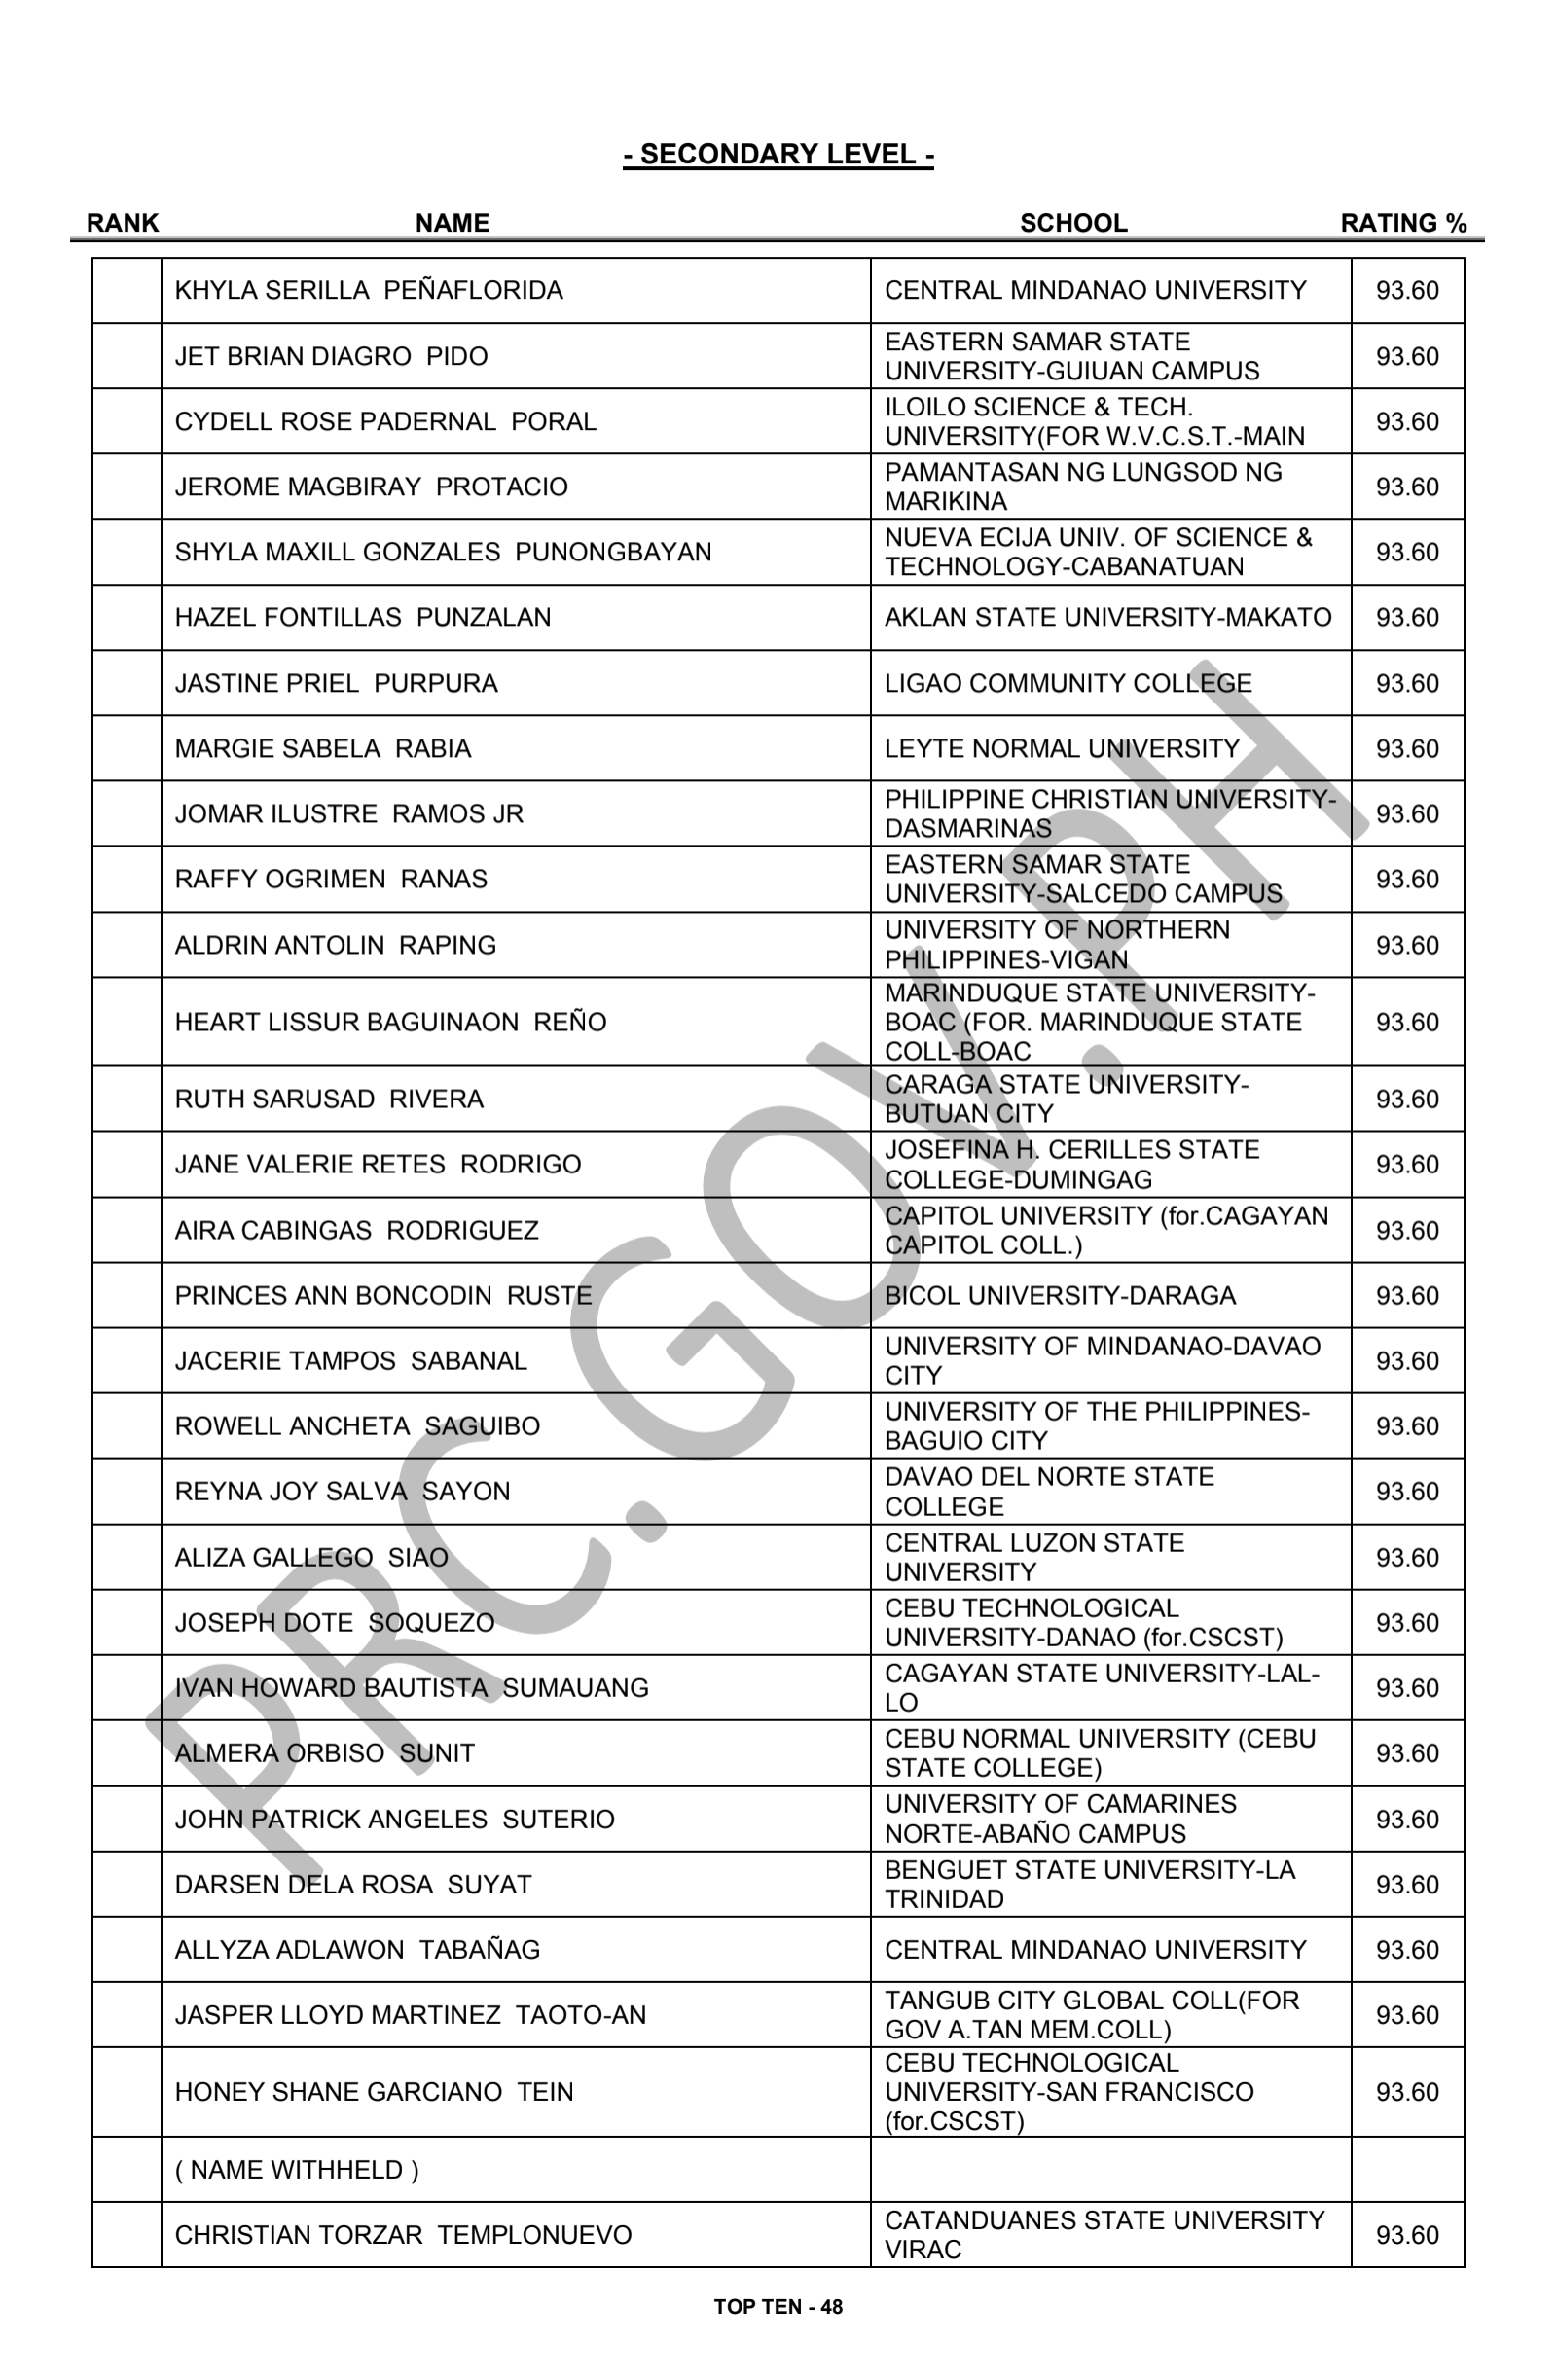 - SECONDARY LEVEL -
RANK NAME SCHOOL RATING %
KHYLA SERILLA  PEÑAFLORIDA CENTRAL MINDANAO UNIVERSITY 93.60
JET BRIAN DIAGRO  PIDO EASTERN SAMAR STATE
UNIVERSITY-GUIUAN CAMPUS 93.60
CYDELL ROSE PADERNAL  PORAL ILOILO SCIENCE & TECH.
UNIVERSITY(FOR W.V.C.S.T.-MAIN 93.60
JEROME MAGBIRAY  PROTACIO PAMANTASAN NG LUNGSOD NG
MARIKINA 93.60
SHYLA MAXILL GONZALES  PUNONGBAYAN NUEVA ECIJA UNIV. OF SCIENCE &
TECHNOLOGY-CABANATUAN 93.60
HAZEL FONTILLAS  PUNZALAN AKLAN STATE UNIVERSITY-MAKATO 93.60
JASTINE PRIEL  PURPURA LIGAO COMMUNITY COLLEGE 93.60
MARGIE SABELA  RABIA LEYTE NORMAL UNIVERSITY 93.60
JOMAR ILUSTRE  RAMOS JR PHILIPPINE CHRISTIAN UNIVERSITY-
DASMARINAS 93.60
RAFFY OGRIMEN  RANAS EASTERN SAMAR STATE
UNIVERSITY-SALCEDO CAMPUS 93.60
ALDRIN ANTOLIN  RAPING UNIVERSITY OF NORTHERN
PHILIPPINES-VIGAN 93.60
HEART LISSUR BAGUINAON  REÑO MARINDUQUE STATE UNIVERSITY-
BOAC (FOR. MARINDUQUE STATE
COLL-BOAC 93.60
RUTH SARUSAD  RIVERA CARAGA STATE UNIVERSITY-
BUTUAN CITY 93.60
JANE VALERIE RETES  RODRIGO JOSEFINA H. CERILLES STATE
COLLEGE-DUMINGAG 93.60
AIRA CABINGAS  RODRIGUEZ CAPITOL UNIVERSITY (for.CAGAYAN
CAPITOL COLL.) 93.60
PRINCES ANN BONCODIN  RUSTE BICOL UNIVERSITY-DARAGA 93.60
JACERIE TAMPOS  SABANAL UNIVERSITY OF MINDANAO-DAVAO
CITY 93.60
ROWELL ANCHETA  SAGUIBO UNIVERSITY OF THE PHILIPPINES-
BAGUIO CITY 93.60
REYNA JOY SALVA  SAYON DAVAO DEL NORTE STATE
COLLEGE 93.60
ALIZA GALLEGO  SIAO CENTRAL LUZON STATE
UNIVERSITY 93.60
JOSEPH DOTE  SOQUEZO CEBU TECHNOLOGICAL
UNIVERSITY-DANAO (for.CSCST) 93.60
IVAN HOWARD BAUTISTA  SUMAUANG CAGAYAN STATE UNIVERSITY-LAL-
LO 93.60
ALMERA ORBISO  SUNIT CEBU NORMAL UNIVERSITY (CEBU
STATE COLLEGE) 93.60
JOHN PATRICK ANGELES  SUTERIO UNIVERSITY OF CAMARINES
NORTE-ABAÑO CAMPUS 93.60
DARSEN DELA ROSA  SUYAT BENGUET STATE UNIVERSITY-LA
TRINIDAD 93.60
ALLYZA ADLAWON  TABAÑAG CENTRAL MINDANAO UNIVERSITY 93.60
JASPER LLOYD MARTINEZ  TAOTO-AN TANGUB CITY GLOBAL COLL(FOR
GOV A.TAN MEM.COLL) 93.60
HONEY SHANE GARCIANO  TEIN CEBU TECHNOLOGICAL
UNIVERSITY-SAN FRANCISCO
(for.CSCST) 93.60
( NAME WITHHELD )
CHRISTIAN TORZAR  TEMPLONUEVO CATANDUANES STATE UNIVERSITY
VIRAC 93.60
TOP TEN - 48
PRC.GOV.PH